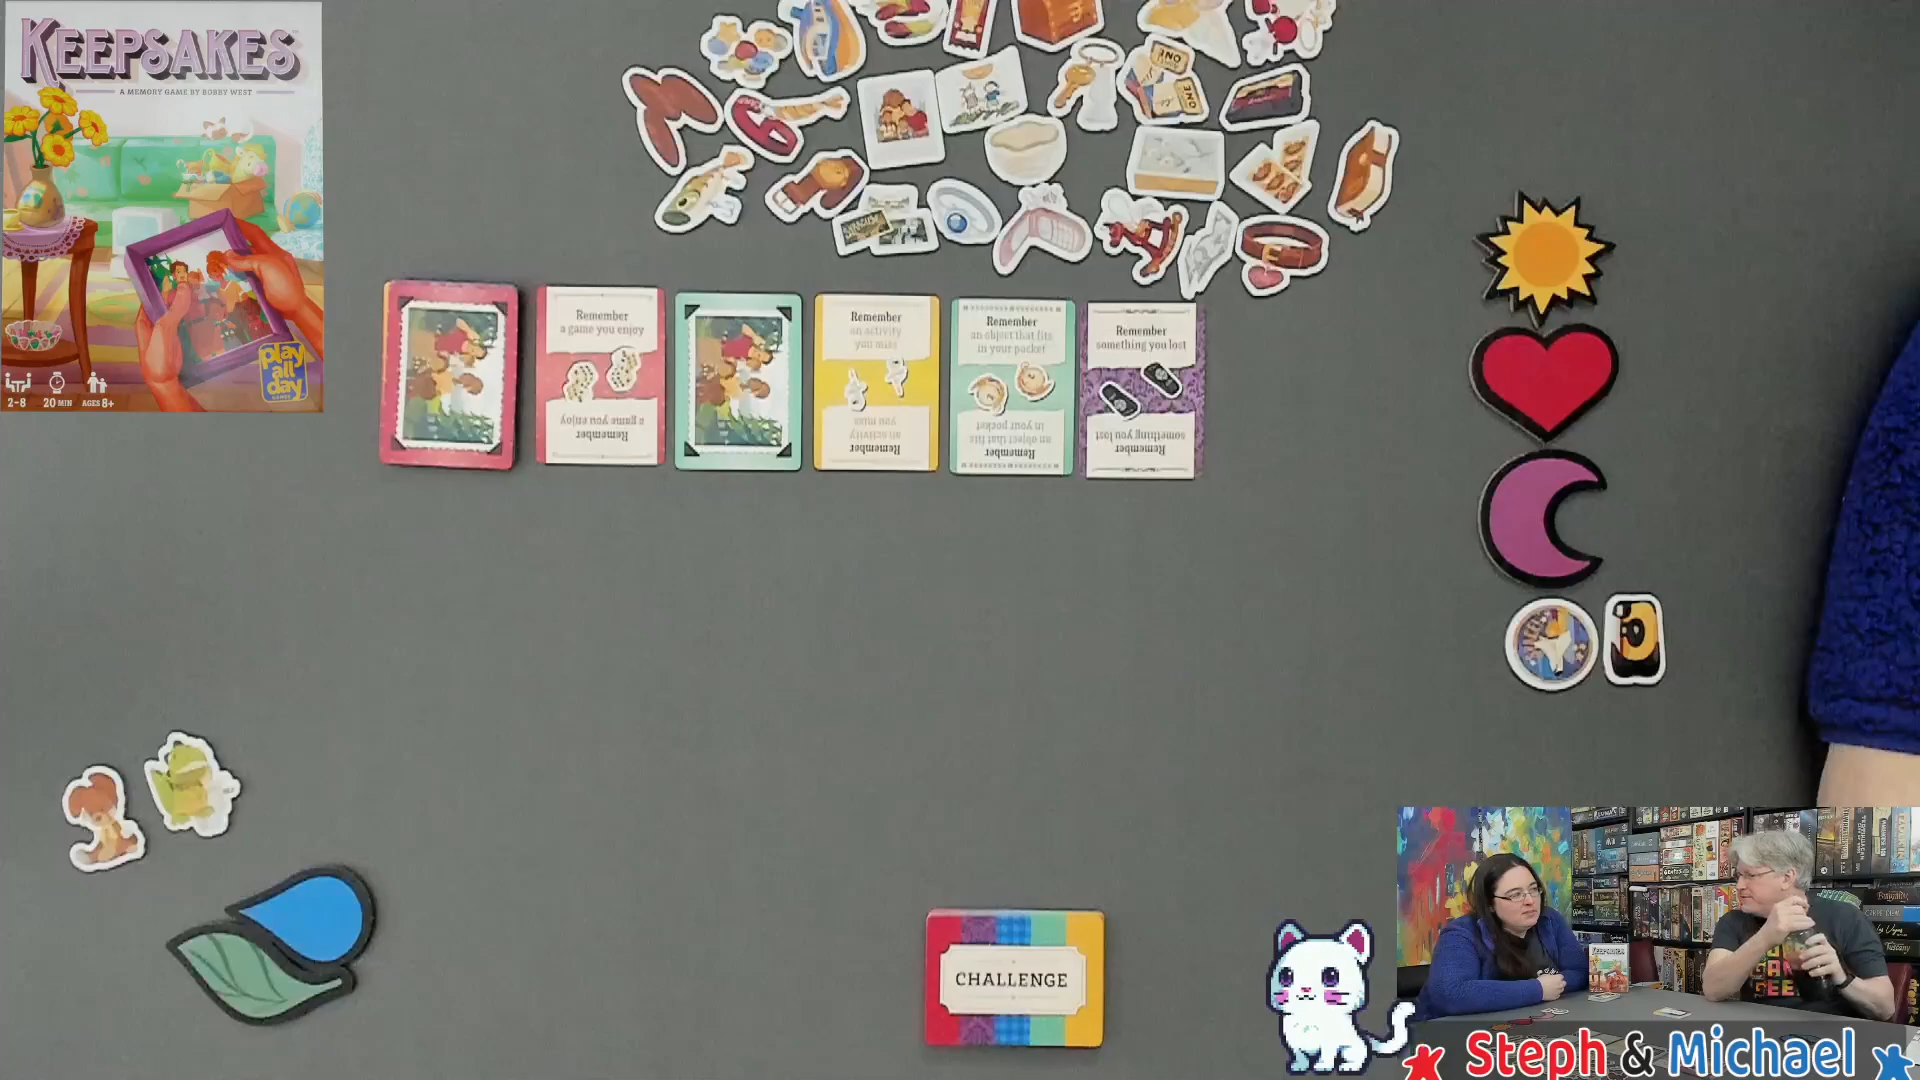 KEEPSAKES
A MEMORY GAME BY BOBBY WEST
play
all
day
GAMES
2-8 20 MIN AGES 8+
Remember
a game you enjoy
Remember
a game you enjoy
Remember
an activity
you miss
Remember
an activity
you miss
Remember
an object that fits
in your pocket
Remember
an object that fits
in your pocket
Remember
something you lost
Remember
something you lost
ONE
ONE
CHALLENGE
Steph & Michael